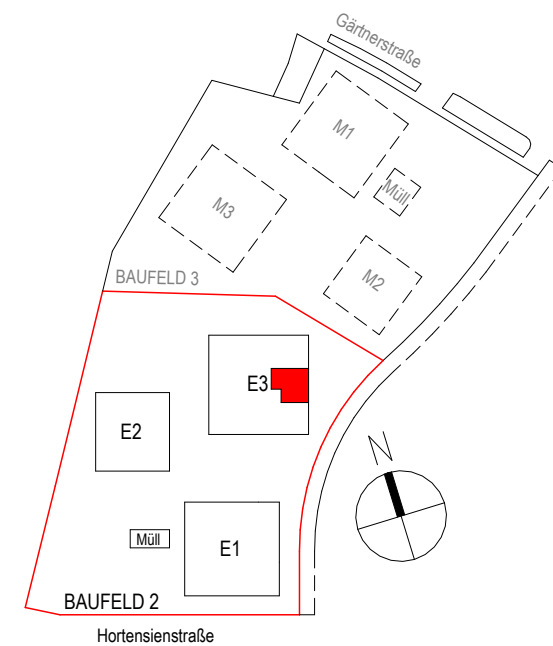 Gärtnerstraße
M1
Müll
M3
M2
BAUFELD 3
E3
E2
N
Müll
E1
BAUFELD 2
Hortensienstraße